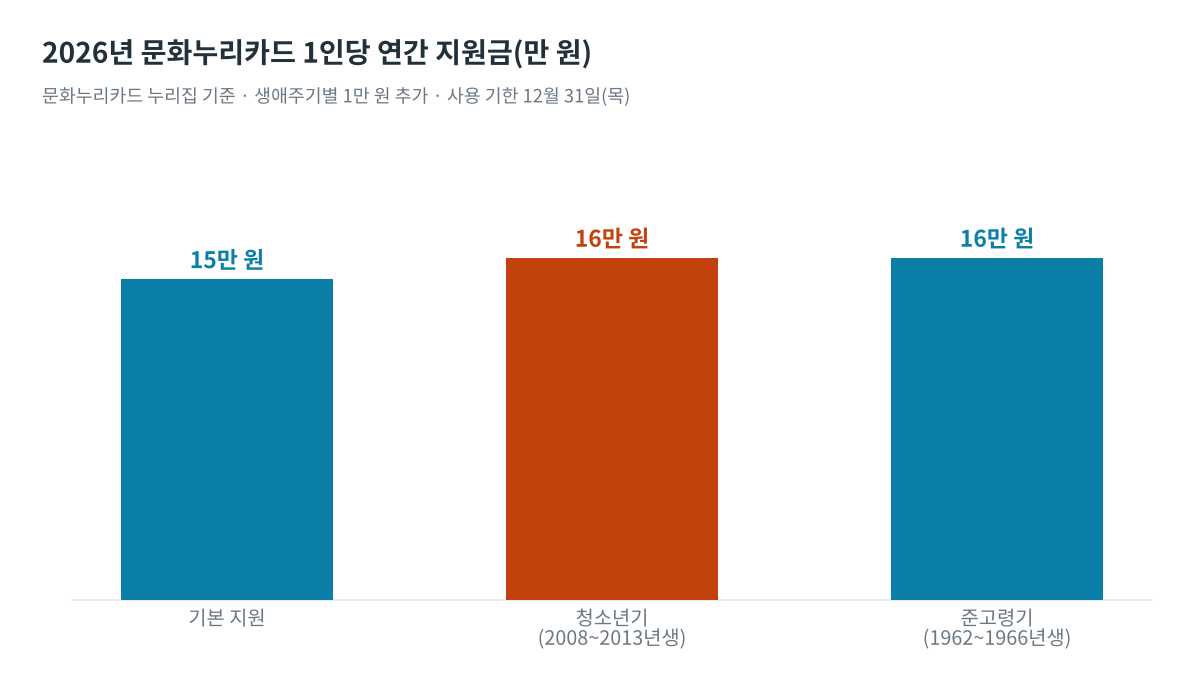 2026년 문화누리카드 1인당 연간 지원금(만 원)
문화누리카드 누리집 기준 · 생애주기별 1만 원 추가 · 사용 기한 12월 31일(목)
15만 원
16만 원
16만 원
기본 지원
청소년기
(2008~2013년생)
준고령기
(1962~1966년생)